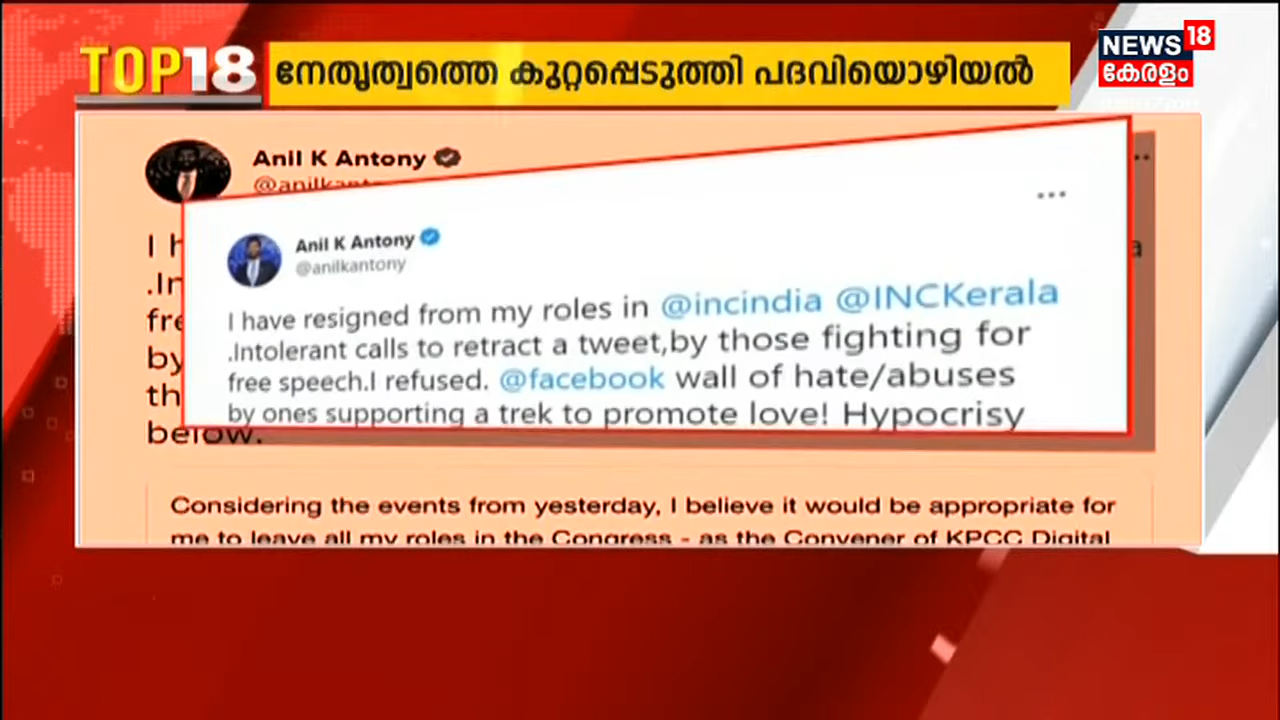 TOP18
നേതൃത്വത്തെ കുറ്റപ്പെടുത്തി പദവിയൊഴിയൽ
NEWS 18
കേരളം
Anil K Antony
Anil K Antony
@anilkantony
I have resigned from my roles in @incindia @INCKerala
.Intolerant calls to retract a tweet,by those fighting for
free speech.I refused. @facebook wall of hate/abuses
by ones supporting a trek to promote love! Hypocrisy
below.
Considering the events from yesterday, I believe it would be appropriate for
me to leave all my roles in the Congress - as the Convener of KPCC Digital